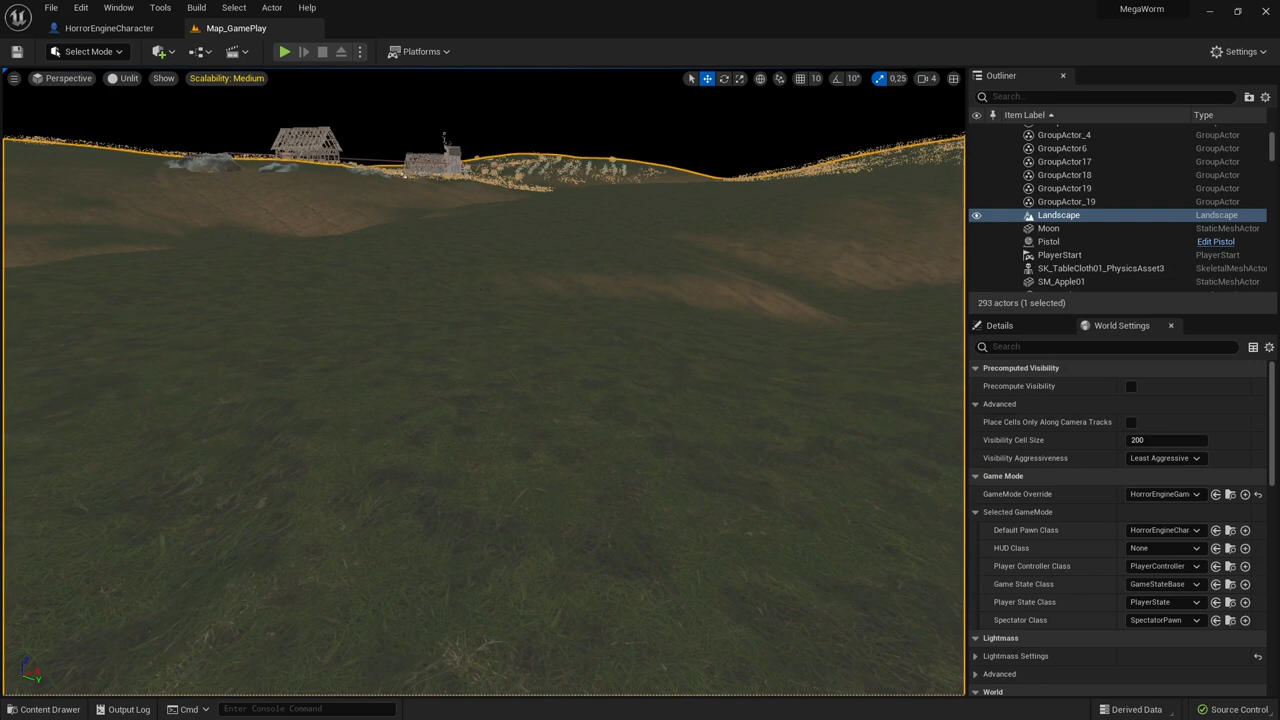 File Edit Window Tools Build Select Actor Help
MegaWorm
HorrorEngineCharacter
Map_GamePlay
Select Mode
Platforms
Settings
Perspective
Unlit
Show
Scalability: Medium
10
10°
0,25
4
Outliner
Search...
Item Label
Type
GroupActor_4 GroupActor
GroupActor6 GroupActor
GroupActor17 GroupActor
GroupActor18 GroupActor
GroupActor19 GroupActor
GroupActor_19 GroupActor
Landscape Landscape
Moon StaticMeshActor
Pistol Edit Pistol
PlayerStart PlayerStart
SK_TableCloth01_PhysicsAsset3 SkeletalMeshActo
SM_Apple01 StaticMeshActor
293 actors (1 selected)
Details
World Settings
Search
Precomputed Visibility
Precompute Visibility
Advanced
Place Cells Only Along Camera Tracks
Visibility Cell Size 200
Visibility Aggressiveness Least Aggressive
Game Mode
GameMode Override HorrorEngineGam
Selected GameMode
Default Pawn Class HorrorEngineChar
HUD Class None
Player Controller Class PlayerController
Game State Class GameStateBase
Player State Class PlayerState
Spectator Class SpectatorPawn
Lightmass
Lightmass Settings
Advanced
World
Y
Content Drawer
Output Log
Cmd
Enter Console Command
Derived Data
Source Control